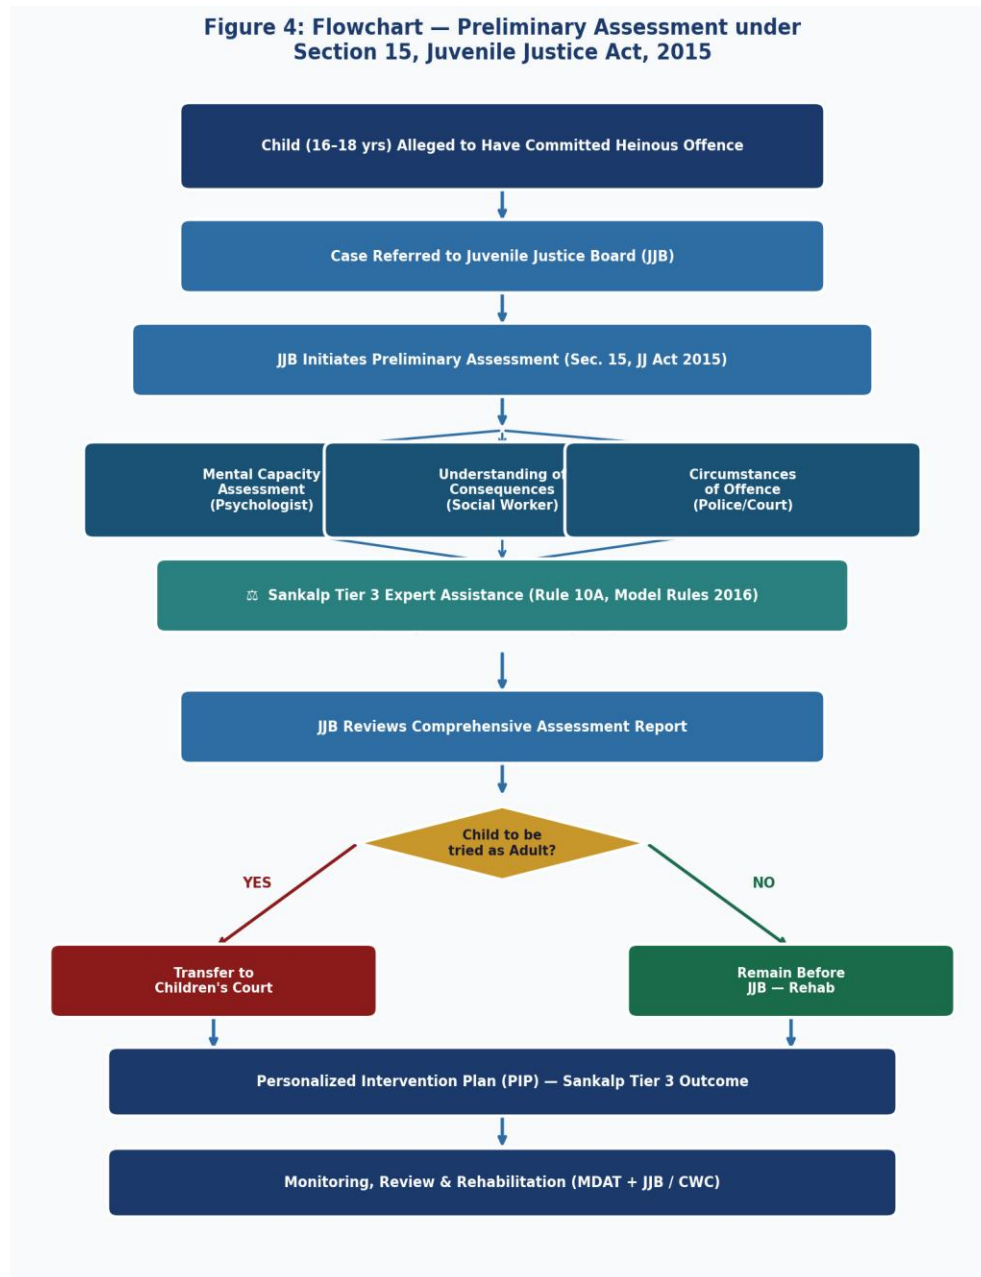 Figure 4: Flowchart — Preliminary Assessment under
Section 15, Juvenile Justice Act, 2015
Child (16–18 yrs) Alleged to Have Committed Heinous Offence
Case Referred to Juvenile Justice Board (JJB)
JJB Initiates Preliminary Assessment (Sec. 15, JJ Act 2015)
Mental Capacity
Assessment
(Psychologist)
Understanding of
Consequences
(Social Worker)
Circumstances
of Offence
(Police/Court)
⚖ Sankalp Tier 3 Expert Assistance (Rule 10A, Model Rules 2016)
JJB Reviews Comprehensive Assessment Report
Child to be
tried as Adult?
YES
NO
Transfer to
Children's Court
Remain Before
JJB — Rehab
Personalized Intervention Plan (PIP) — Sankalp Tier 3 Outcome
Monitoring, Review & Rehabilitation (MDAT + JJB / CWC)